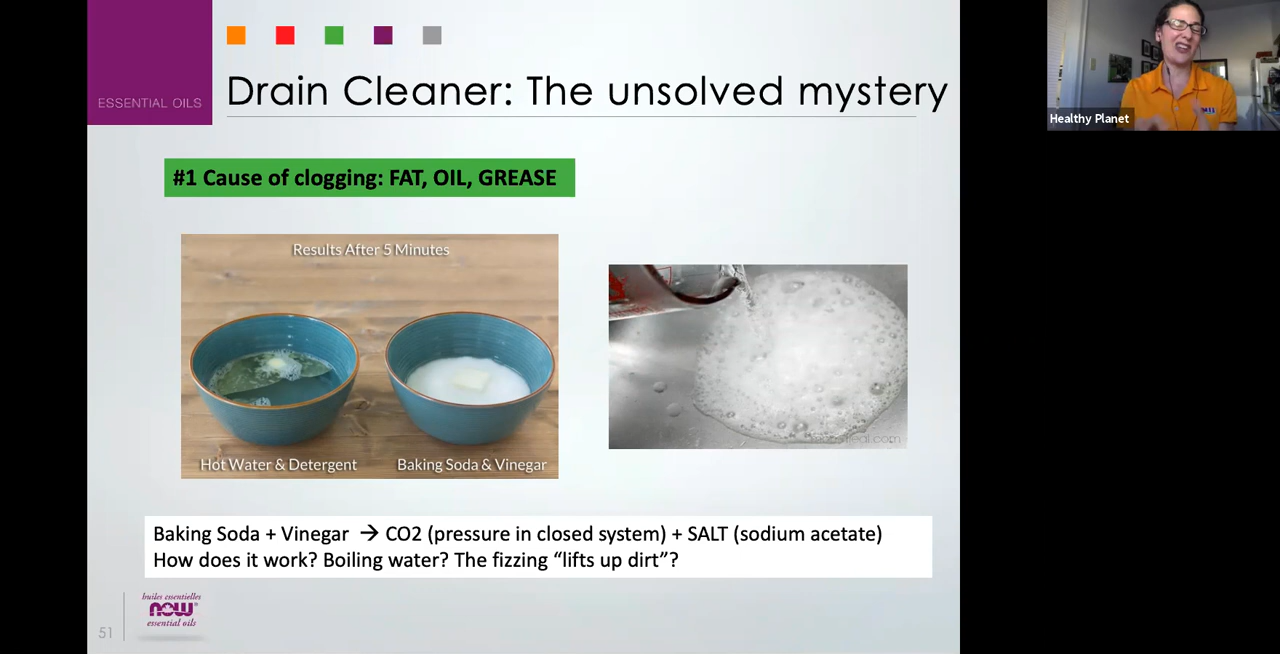 ESSENTIAL OILS
Drain Cleaner: The unsolved mystery
Healthy Planet
#1 Cause of clogging: FAT, OIL, GREASE
Results After 5 Minutes
Hot Water & Detergent
Baking Soda & Vinegar
Baking Soda + Vinegar → CO2 (pressure in closed system) + SALT (sodium acetate)
How does it work? Boiling water? The fizzing “lifts up dirt”?
51
huiles essentielles
NOW
essential oils